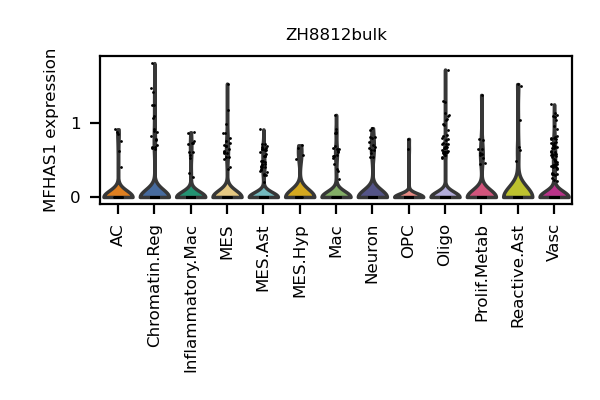 ZH8812bulk
MFHAS1 expression
1
0
AC
Chromatin.Reg
Inflammatory.Mac
MES
MES.Ast
MES.Hyp
Mac
Neuron
OPC
Oligo
Prolif.Metab
Reactive.Ast
Vasc